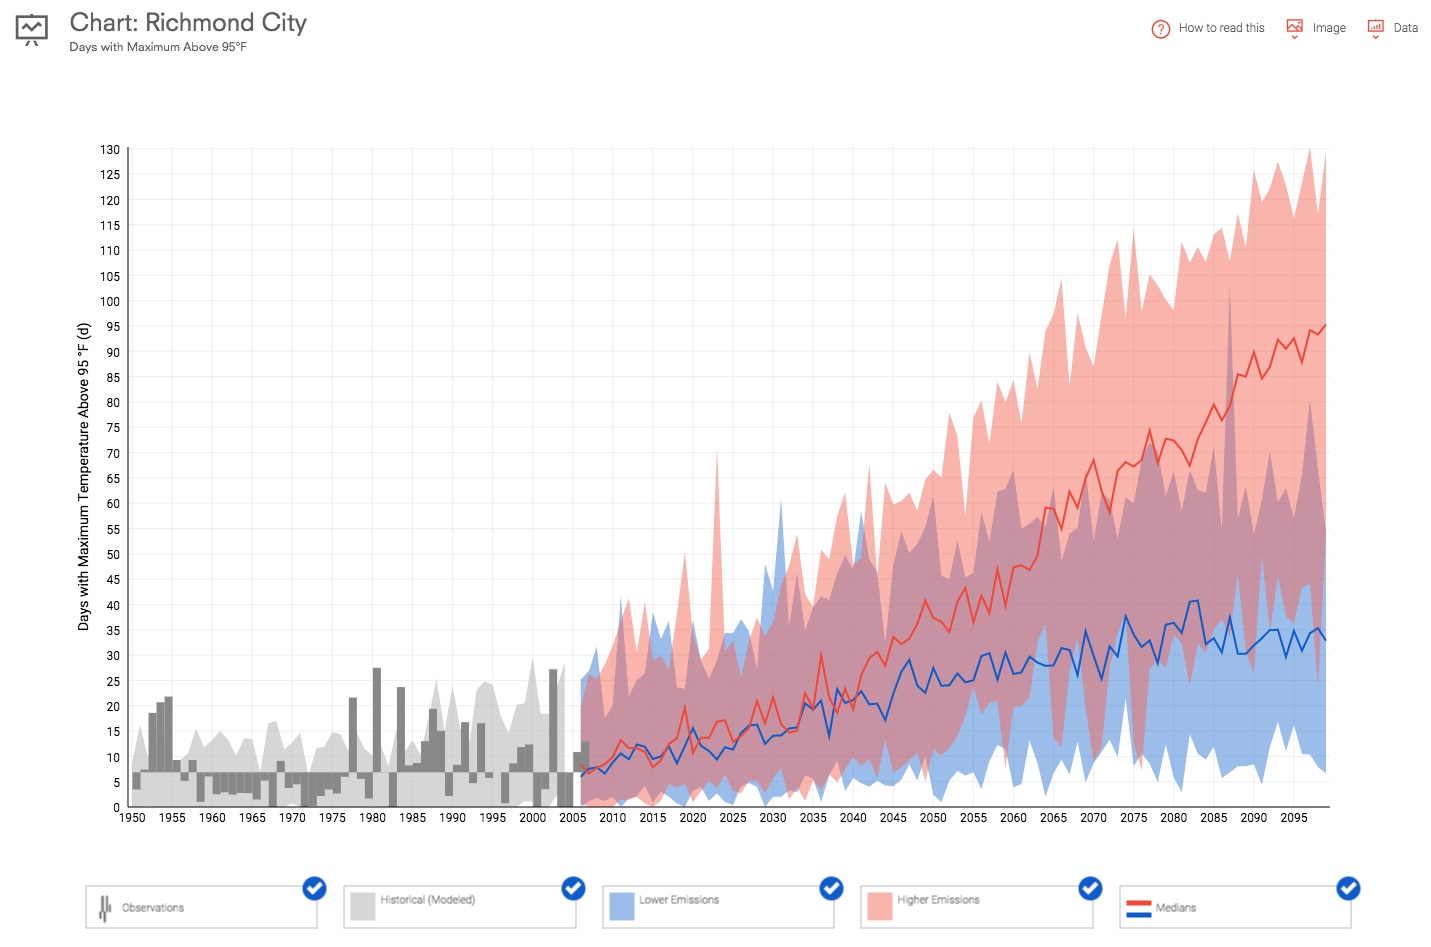 Chart: Richmond City
Days with Maximum Above 95°F
? How to read this
Image
Data
Days with Maximum Temperature Above 95 °F (d)
130
125
120
115
110
105
100
95
90
85
80
75
70
65
60
55
50
45
40
35
30
25
20
15
10
5
0
1950 1955 1960 1965 1970 1975 1980 1985 1990 1995 2000 2005 2010 2015 2020 2025 2030 2035 2040 2045 2050 2055 2060 2065 2070 2075 2080 2085 2090 2095
Observations
Historical (Modeled)
Lower Emissions
Higher Emissions
Medians